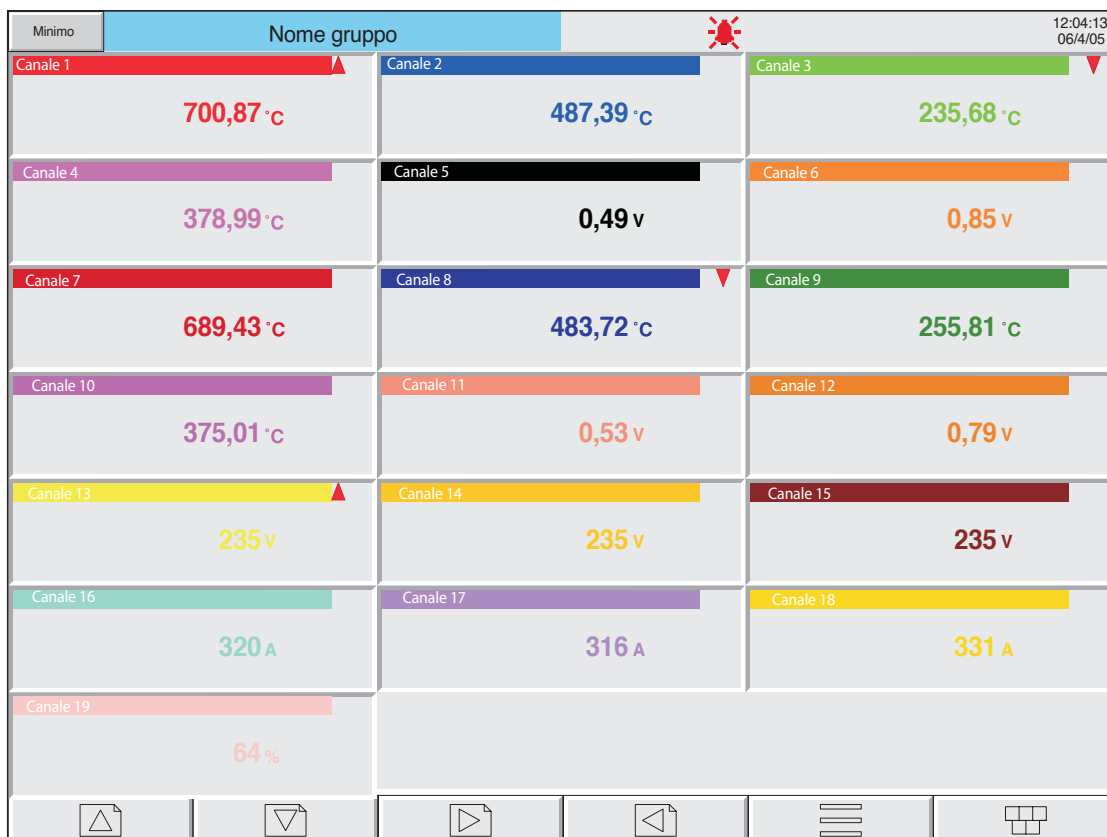 Minimo
Nome gruppo
12:04:13
06/4/05
Canale 1
700,87 °C
Canale 2
487,39 °C
Canale 3
235,68 °C
Canale 4
378,99 °C
Canale 5
0,49 V
Canale 6
0,85 V
Canale 7
689,43 °C
Canale 8
483,72 °C
Canale 9
255,81 °C
Canale 10
375,01 °C
Canale 11
0,53 V
Canale 12
0,79 V
Canale 13
235 V
Canale 14
235 V
Canale 15
235 V
Canale 16
320 A
Canale 17
316 A
Canale 18
331 A
Canale 19
64 %